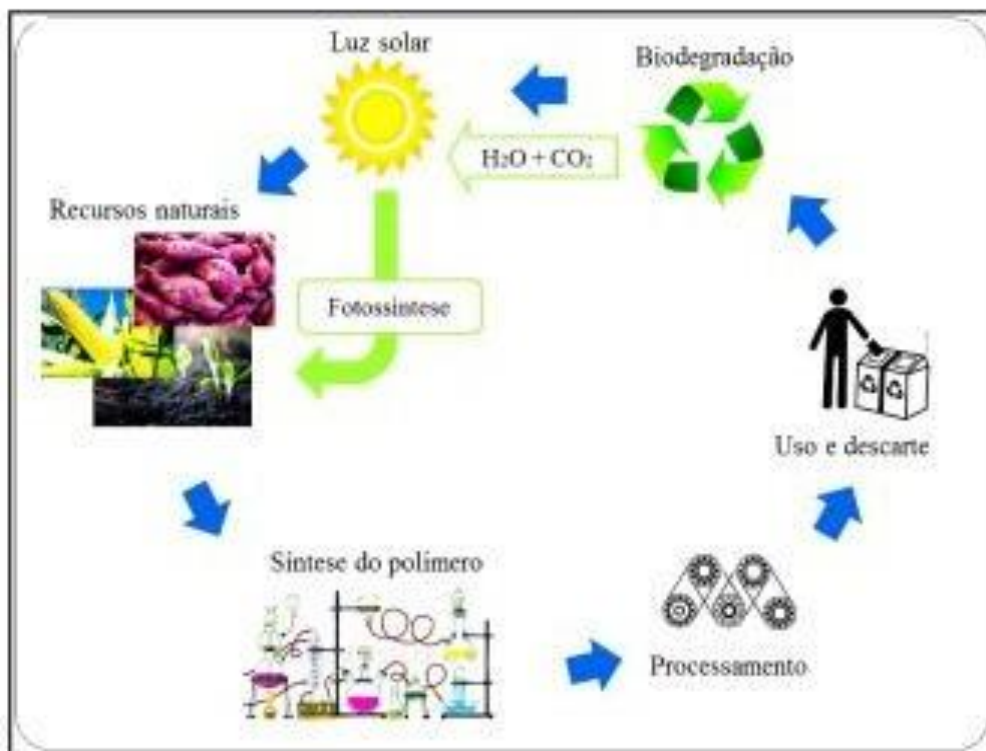 Luz solar
Biodegradação
H₂O + CO₂
Recursos naturais
Fotossíntese
Uso e descarte
Síntese do polímero
Processamento